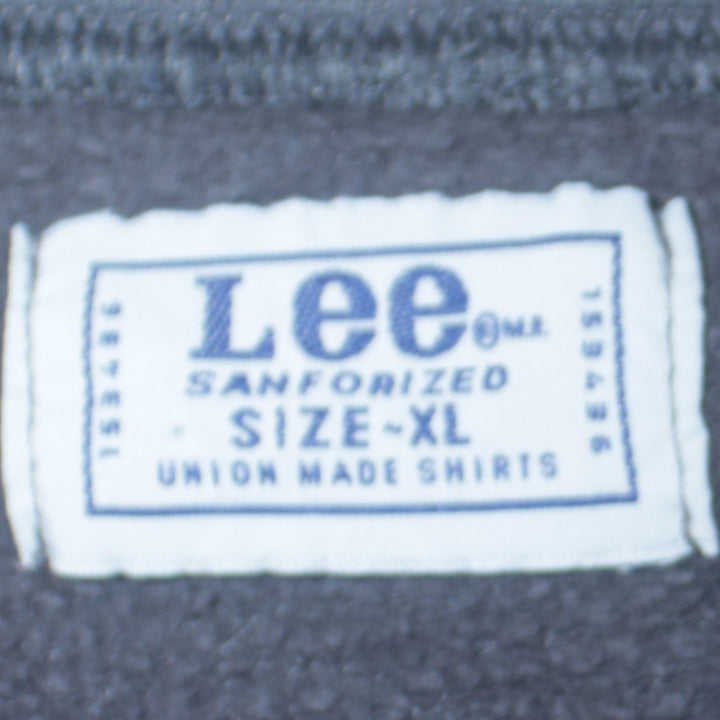 Lee® M.R.
SANFORIZED
SIZE~XL
UNION MADE SHIRTS
153436
153436